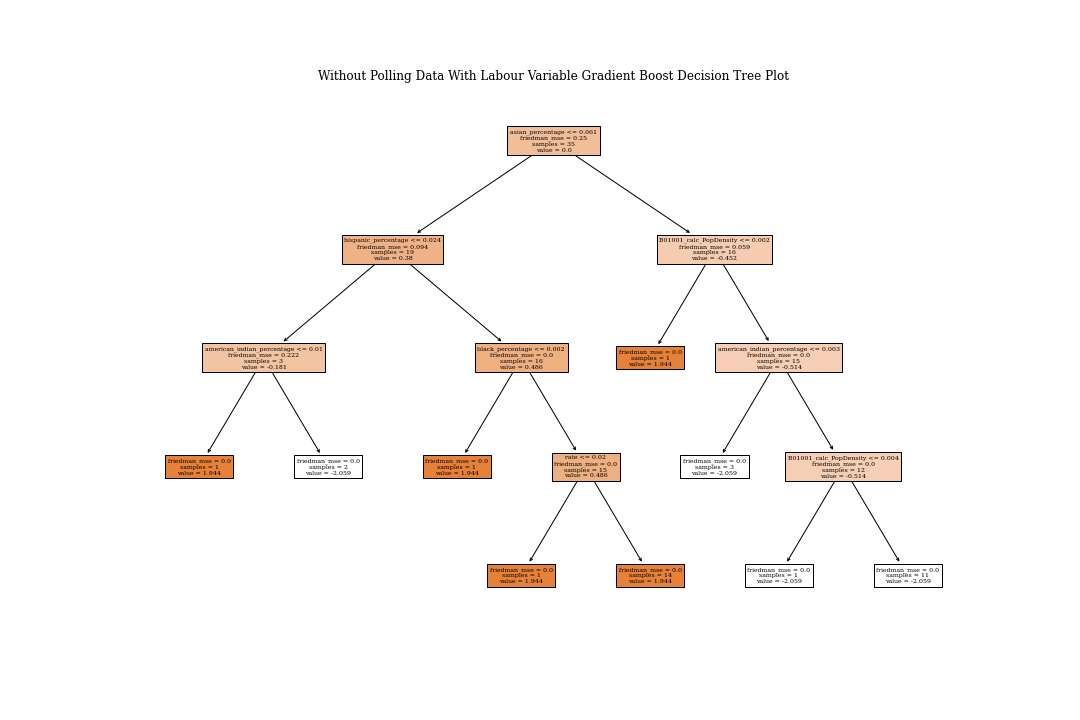 Without Polling Data With Labour Variable Gradient Boost Decision Tree Plot
asian_percentage <= 0.061
friedman_mse = 0.25
samples = 35
value = 0.0
hispanic_percentage <= 0.024
friedman_mse = 0.094
samples = 19
value = 0.38
B01001_calc_PopDensity <= 0.002
friedman_mse = 0.059
samples = 16
value = -0.452
american_indian_percentage <= 0.01
friedman_mse = 0.222
samples = 3
value = -0.181
black_percentage <= 0.002
friedman_mse = 0.0
samples = 16
value = 0.486
friedman_mse = 0.0
samples = 1
value = 1.944
american_indian_percentage <= 0.003
friedman_mse = 0.0
samples = 15
value = -0.514
friedman_mse = 0.0
samples = 1
value = 1.944
friedman_mse = 0.0
samples = 2
value = -2.059
friedman_mse = 0.0
samples = 1
value = 1.944
rate <= 0.02
friedman_mse = 0.0
samples = 15
value = 0.486
friedman_mse = 0.0
samples = 3
value = -2.059
B01001_calc_PopDensity <= 0.004
friedman_mse = 0.0
samples = 12
value = -0.514
friedman_mse = 0.0
samples = 1
value = 1.944
friedman_mse = 0.0
samples = 14
value = 1.944
friedman_mse = 0.0
samples = 1
value = -2.059
friedman_mse = 0.0
samples = 11
value = -2.059